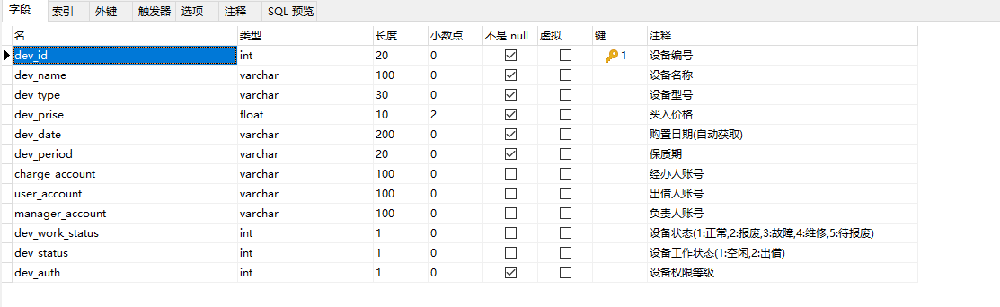 字段 索引 外键 触发器 选项 注释 SQL 预览
名 类型 长度 小数点 不是 null 虚拟 键 注释
dev_id int 20 0 1 设备编号
dev_name varchar 100 0 设备名称
dev_type varchar 30 0 设备型号
dev_prise float 10 2 买入价格
dev_date varchar 200 0 购置日期(自动获取)
dev_period varchar 20 0 保质期
charge_account varchar 100 0 经办人账号
user_account varchar 100 0 出借人账号
manager_account varchar 100 0 负责人账号
dev_work_status int 1 0 设备状态(1:正常,2:报废,3:故障,4:维修,5:待报废)
dev_status int 1 0 设备工作状态(1:空闲,2:出借)
dev_auth int 1 0 设备权限等级